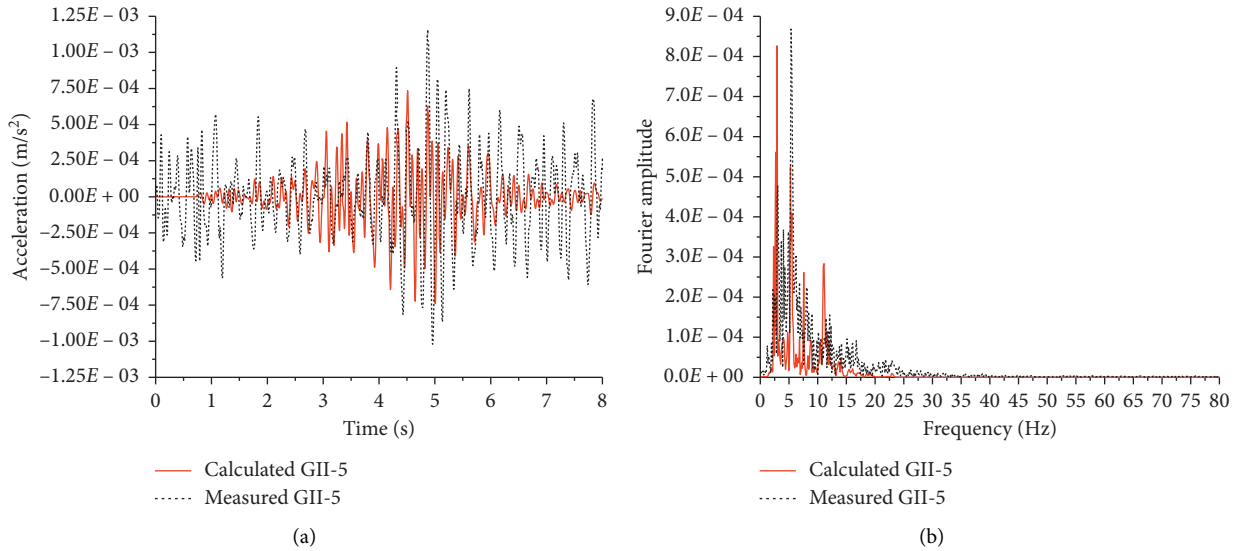 1.25E – 03
1.00E – 03
7.50E – 04
5.00E – 04
2.50E – 04
0.00E + 00
–2.50E – 04
–5.00E – 04
–7.50E – 04
–1.00E – 03
–1.25E – 03
Acceleration (m/s²)
0 1 2 3 4 5 6 7 8
Time (s)
Calculated GII-5
Measured GII-5
(a)
9.0E – 04
8.0E – 04
7.0E – 04
6.0E – 04
5.0E – 04
4.0E – 04
3.0E – 04
2.0E – 04
1.0E – 04
0.0E + 00
Fourier amplitude
0 5 10 15 20 25 30 35 40 45 50 55 60 65 70 75 80
Frequency (Hz)
Calculated GII-5
Measured GII-5
(b)